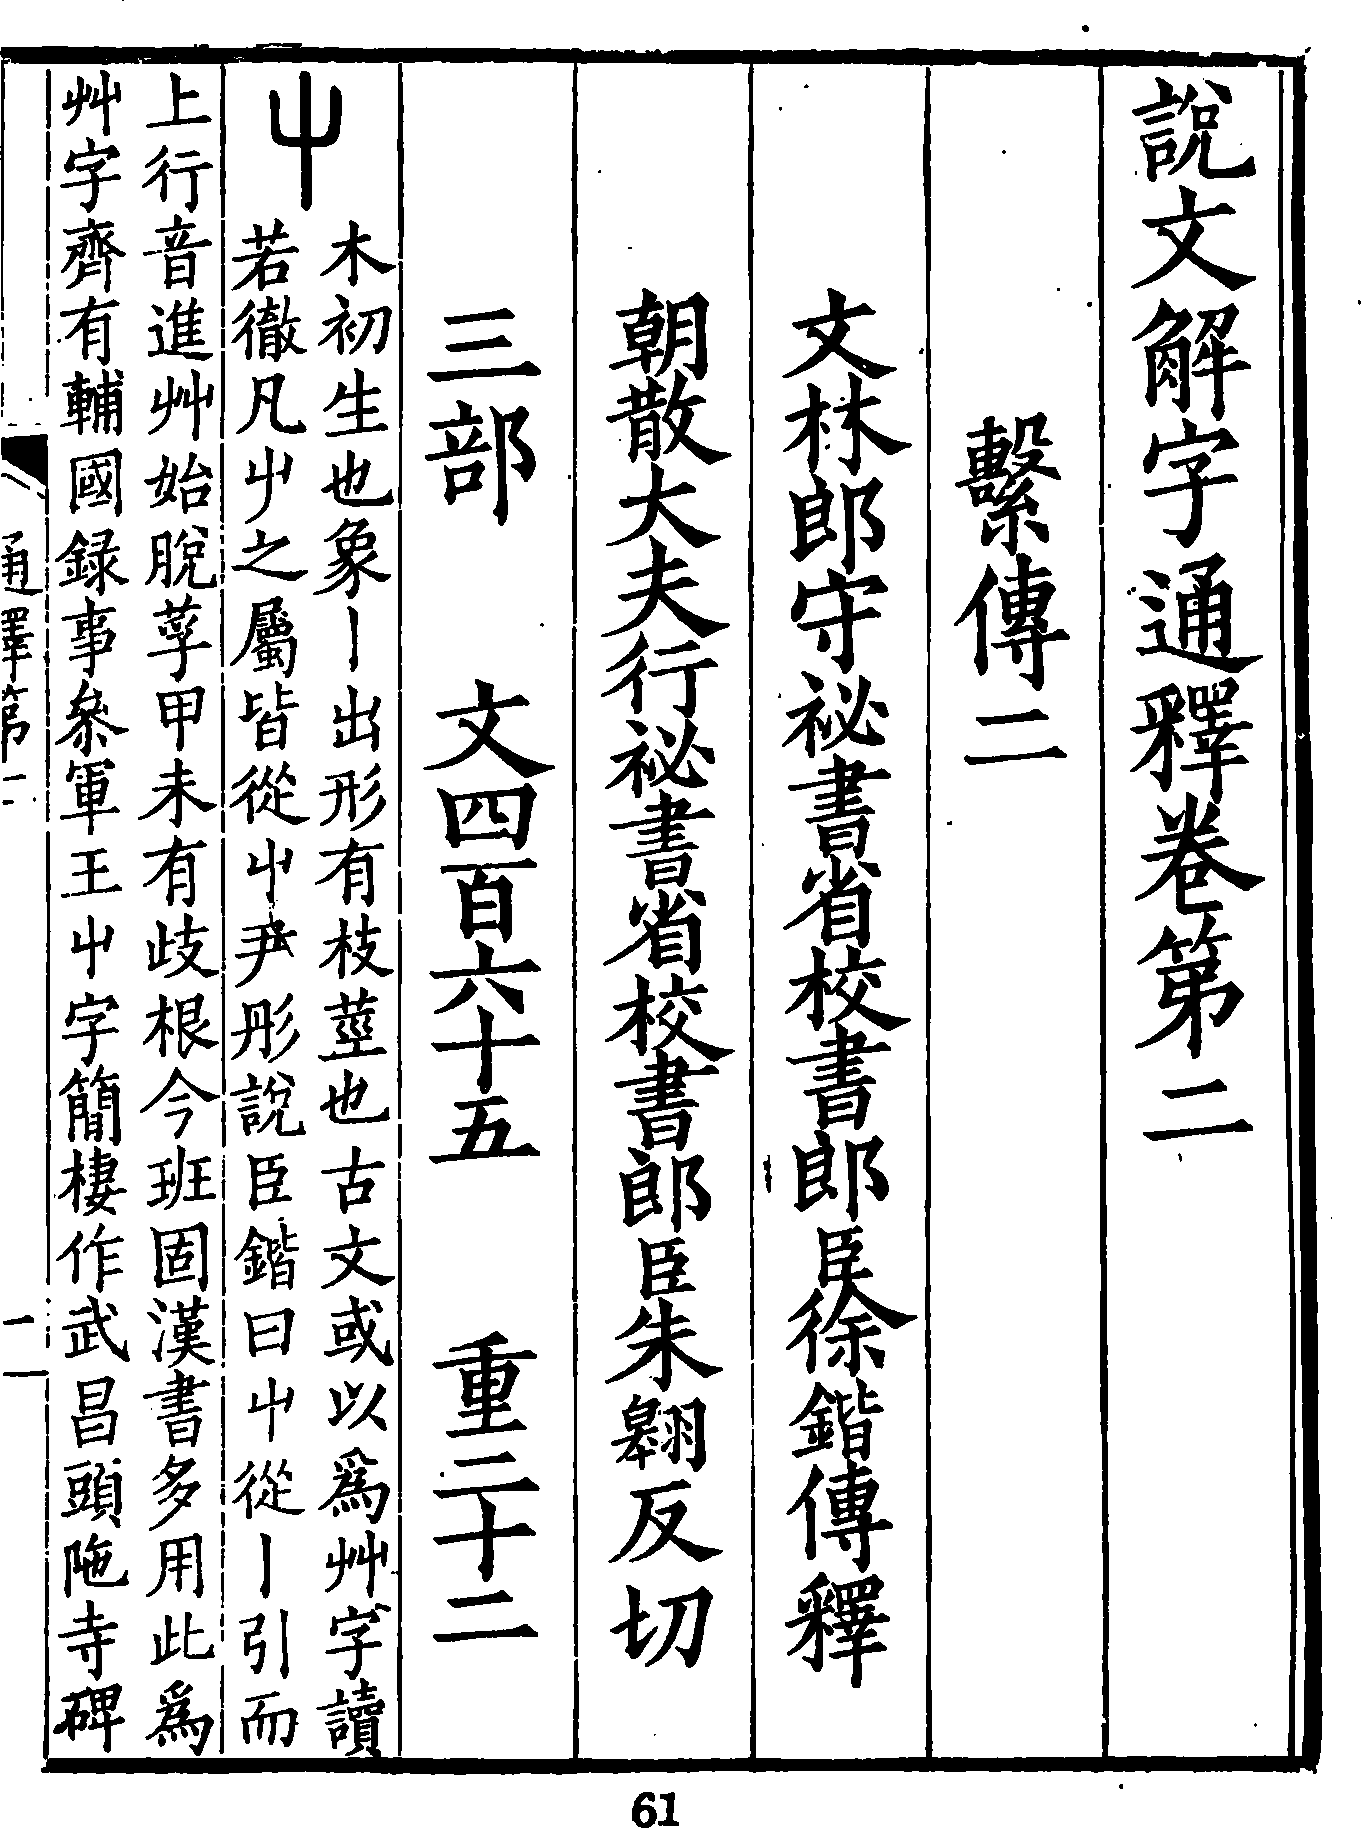 說文解字通釋卷第二
繫傳二
文林郎守祕書省校書郎臣徐鍇傳釋
朝散大夫行祕書省校書郎臣朱翱反切
三部 文四百六十五 重三十二
屮
木初生也象丨出形有枝莖也古文或以爲艸字讀
若徹凡屮之屬皆從屮尹彤說臣鍇曰屮從丨引而
上行音進艸始脫莩甲未有歧根今班固漢書多用此爲
艸字齊有輔國錄事參軍王屮字簡棲作武昌頭陁寺碑
通釋第二
一
61